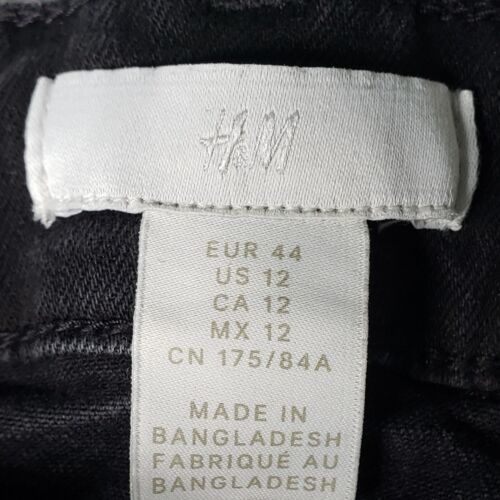 H&M
EUR 44
US 12
CA 12
MX 12
CN 175/84A
MADE IN
BANGLADESH
FABRIQUÉ AU
BANGLADESH